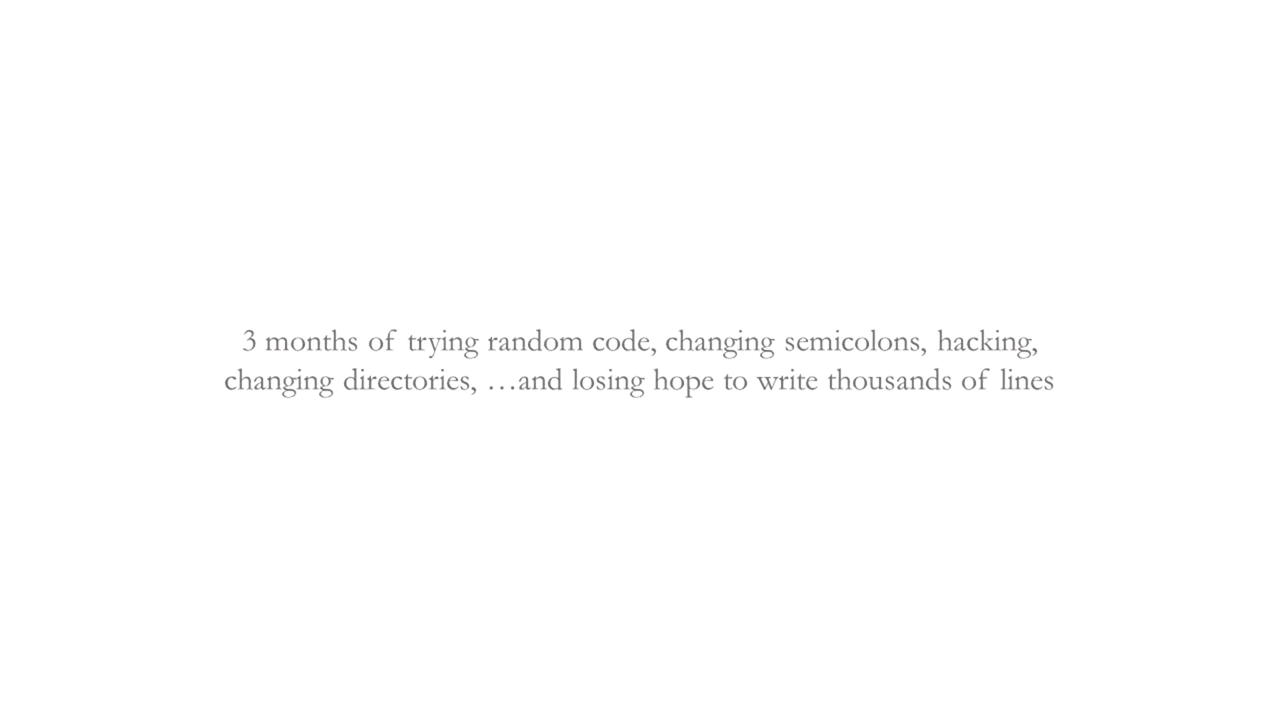 3 months of trying random code, changing semicolons, hacking,
changing directories, …and losing hope to write thousands of lines